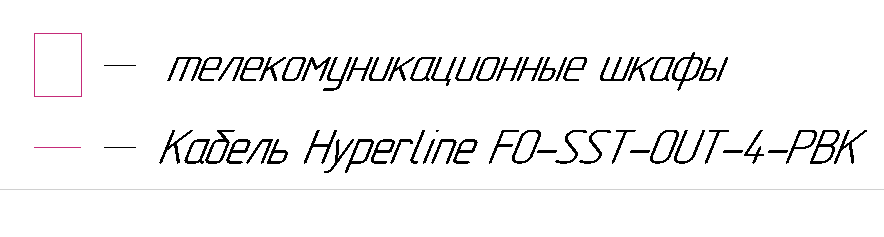 — телекомуникационные шкафы
— Кабель Hyperline FO-SST-OUT-4-PBK